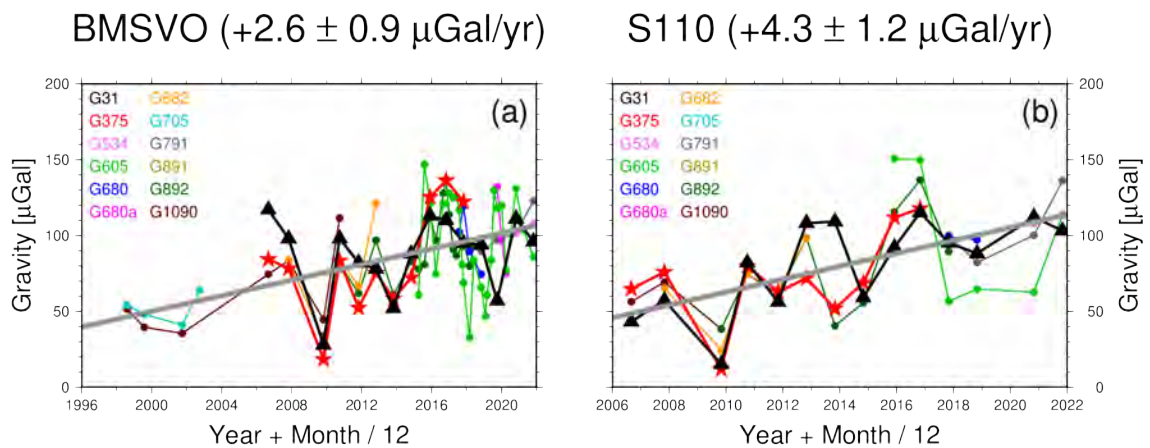 BMSVO (+2.6 ± 0.9 μGal/yr)
S110 (+4.3 ± 1.2 μGal/yr)
(a)
G31 G682
G375 G705
G534 G791
G605 G891
G680 G892
G680a G1090
Gravity [μGal]
200
150
100
50
0
1996 2000 2004 2008 2012 2016 2020
Year + Month / 12
(b)
G31 G682
G375 G705
G534 G791
G605 G891
G680 G892
G680a G1090
200
150
100
50
0
Gravity [μGal]
2006 2008 2010 2012 2014 2016 2018 2020 2022
Year + Month / 12